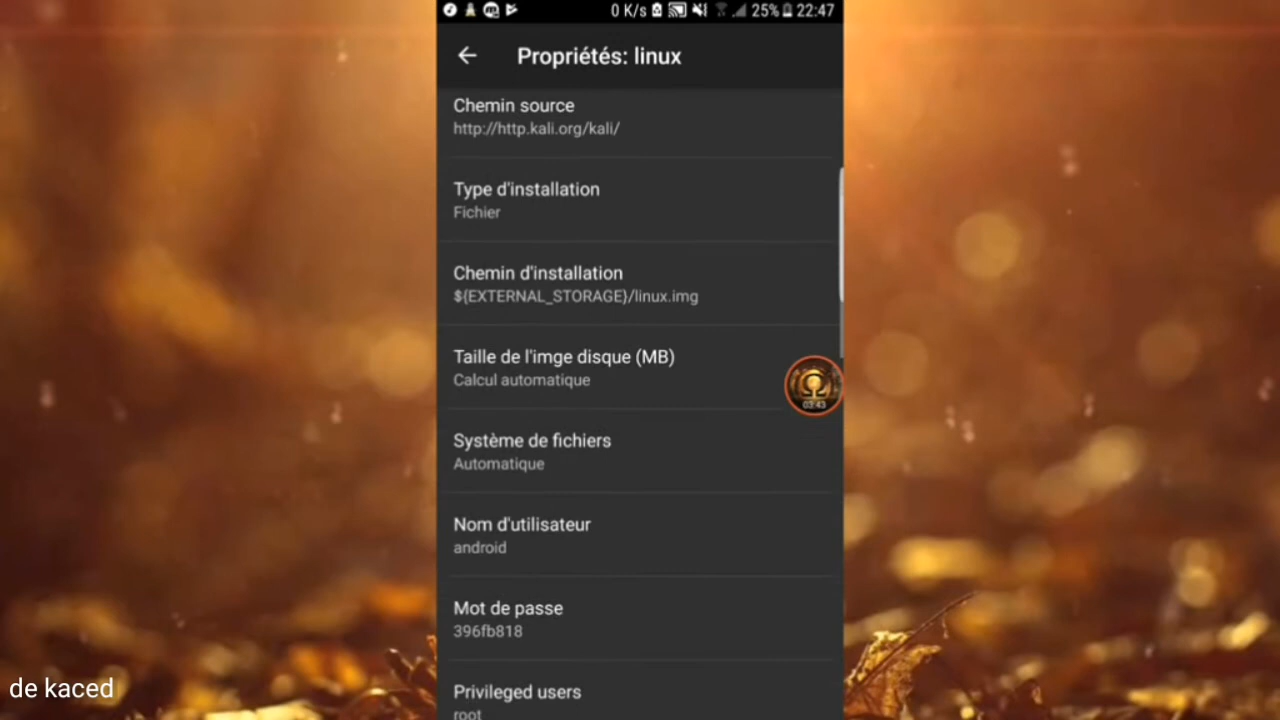 0 K/s 25% 22:47
Propriétés: linux
Chemin source
http://http.kali.org/kali/
Type d'installation
Fichier
Chemin d'installation
${EXTERNAL_STORAGE}/linux.img
Taille de l'imge disque (MB)
Calcul automatique
03:43
Système de fichiers
Automatique
Nom d'utilisateur
android
Mot de passe
396fb818
Privileged users
root
de kaced